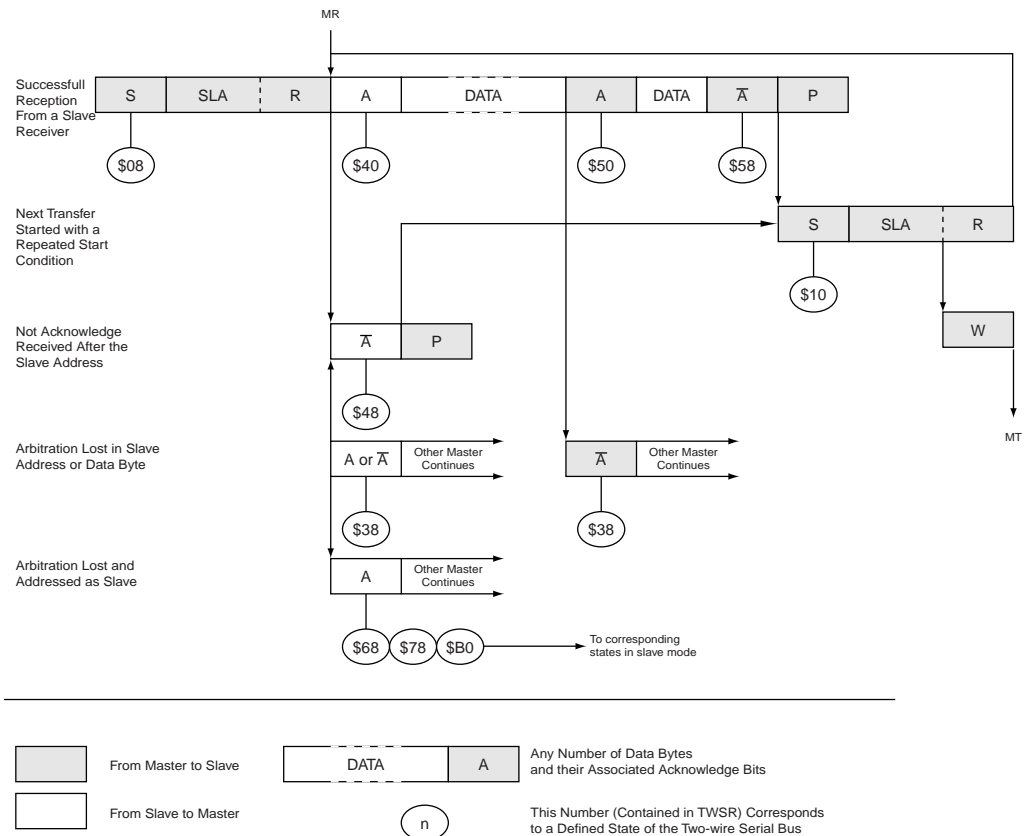 MR
Successfull
Reception
From a Slave
Receiver
S SLA R A DATA A DATA A̅ P
$08 $40 $50 $58
Next Transfer
Started with a
Repeated Start
Condition
S SLA R
$10
Not Acknowledge
Received After the
Slave Address
A̅ P
W
$48
MT
Arbitration Lost in Slave
Address or Data Byte
A or A̅ Other Master
Continues
A̅ Other Master
Continues
$38 $38
Arbitration Lost and
Addressed as Slave
A Other Master
Continues
$68 $78 $B0
To corresponding
states in slave mode
From Master to Slave
DATA A
Any Number of Data Bytes
and their Associated Acknowledge Bits
From Slave to Master
n
This Number (Contained in TWSR) Corresponds
to a Defined State of the Two-wire Serial Bus